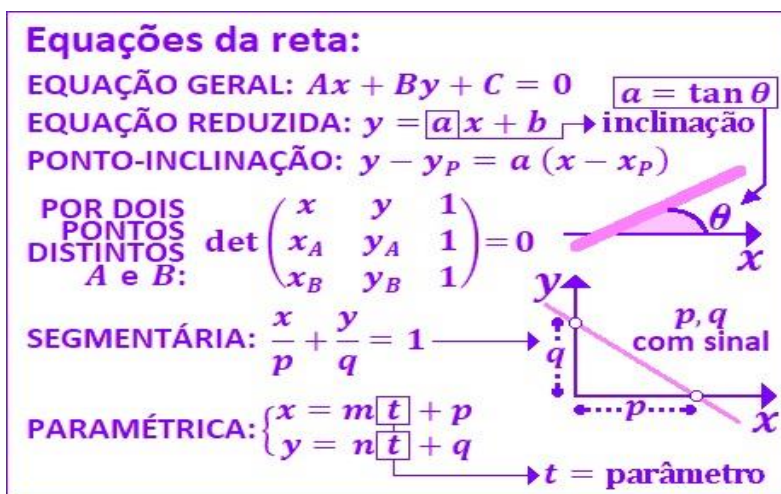 Equações da reta:
EQUAÇÃO GERAL: Ax + By + C = 0
a = tan θ
EQUAÇÃO REDUZIDA: y = a x + b
inclinação
PONTO-INCLINAÇÃO: y − y_P = a (x − x_P)
θ
x
POR DOIS
PONTOS
DISTINTOS
A e B:
det ( x y 1
x_A y_A 1
x_B y_B 1 ) = 0
SEGMENTÁRIA: x/p + y/q = 1
y
q
p
x
p, q
com sinal
PARAMÉTRICA: { x = m t + p
y = n t + q
t = parâmetro